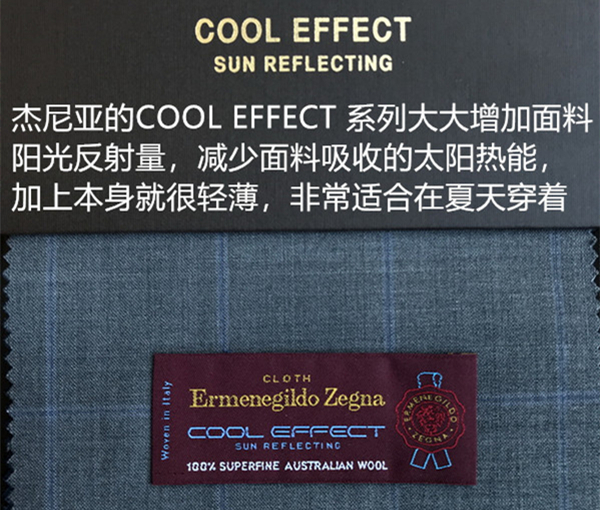 COOL EFFECT
SUN REFLECTING
杰尼亚的COOL EFFECT 系列大大增加面料
阳光反射量，减少面料吸收的太阳热能，
加上本身就很轻薄，非常适合在夏天穿着
Woven in Italy
CLOTH
Ermenegildo Zegna
COOL EFFECT
SUN REFLECTING
100% SUPERFINE AUSTRALIAN WOOL
ERMENEGILDO
ZEGNA